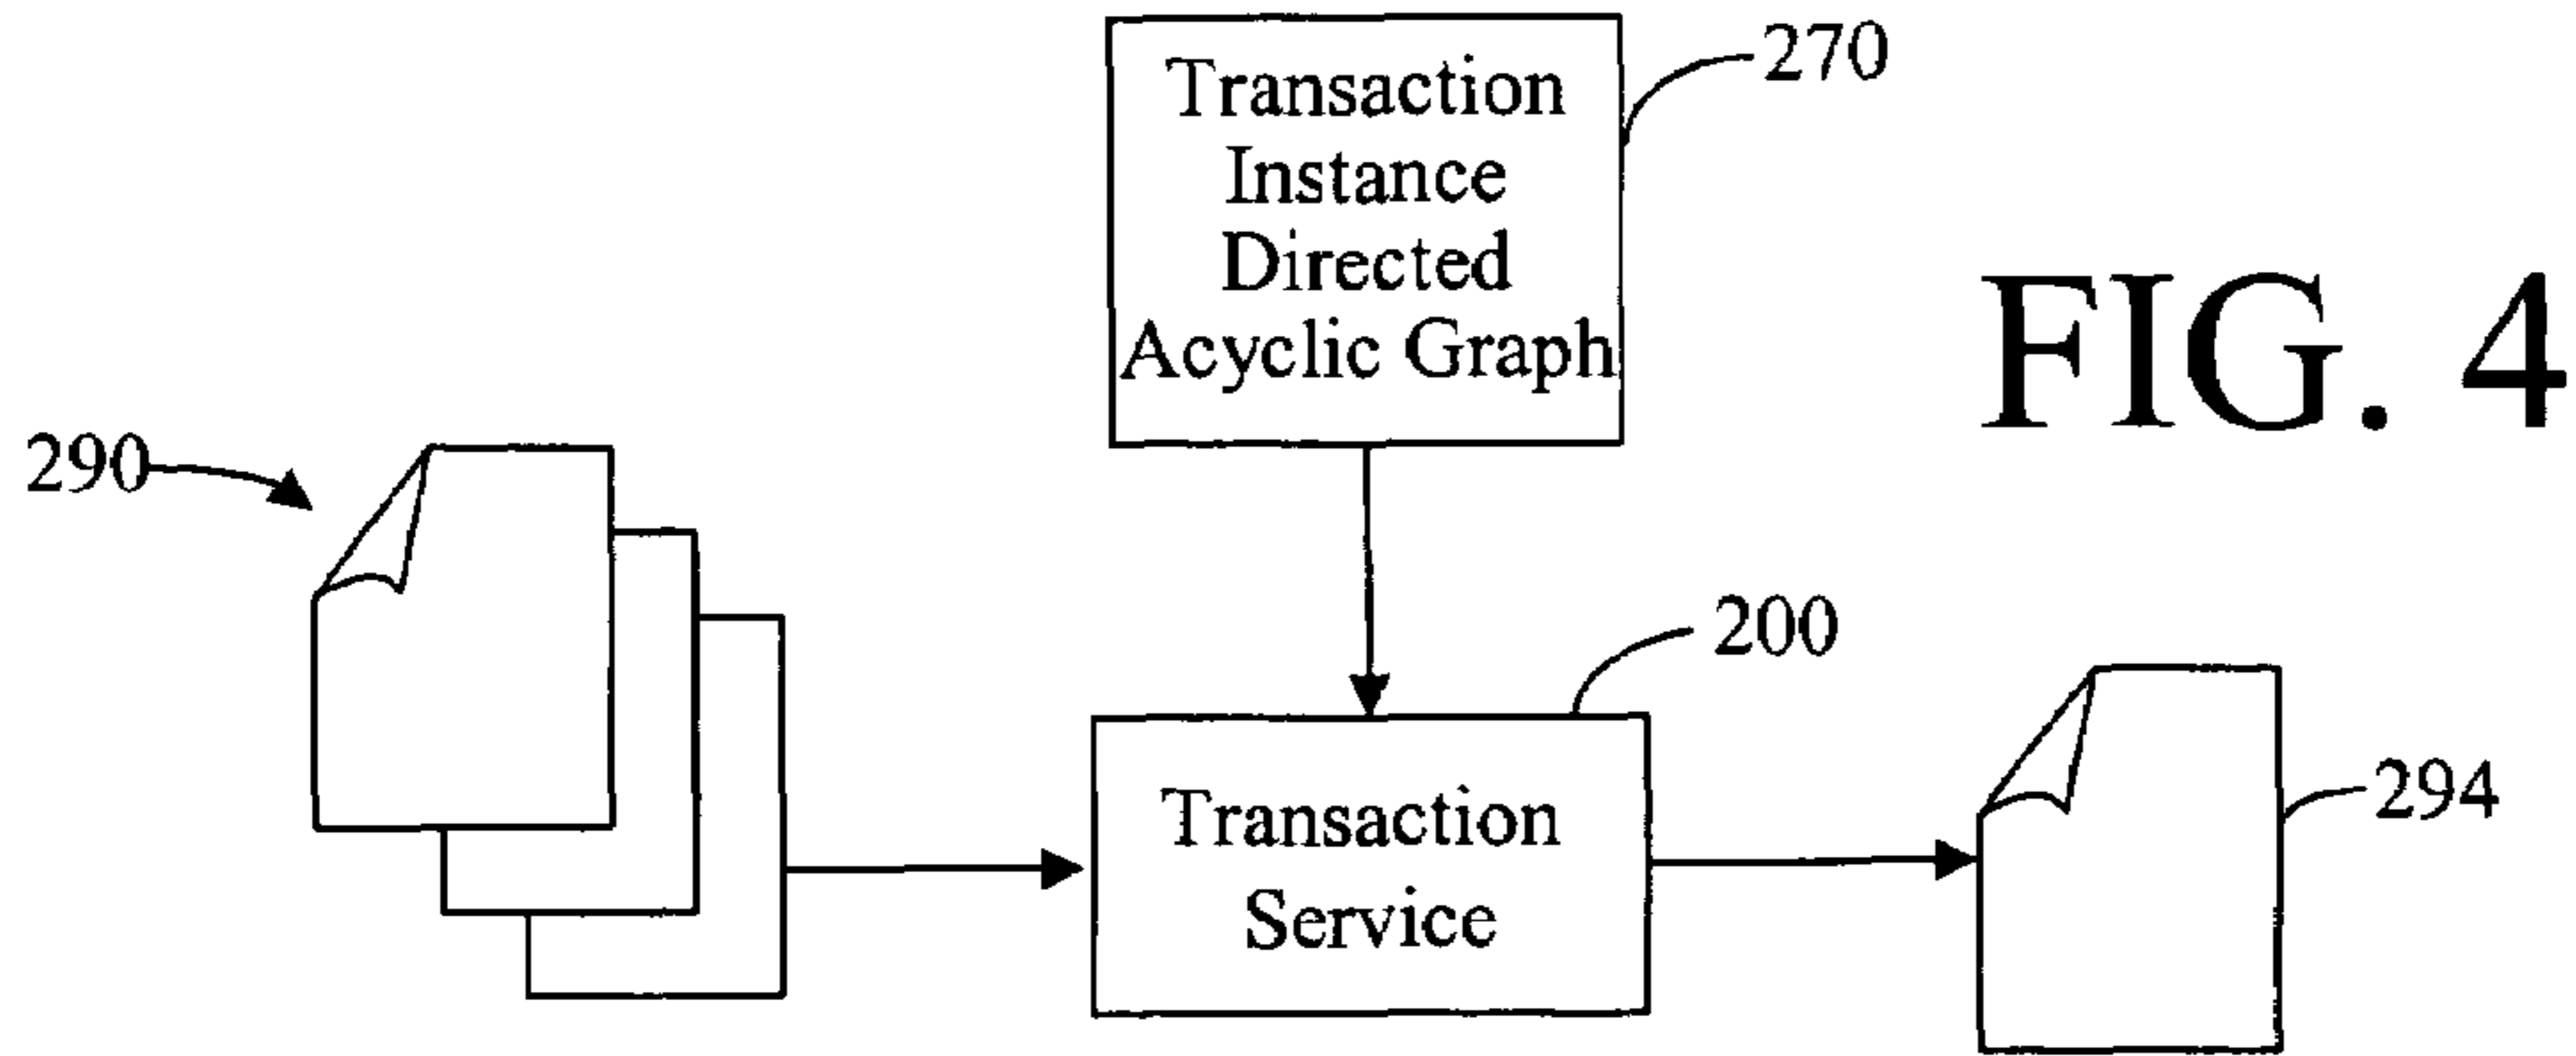 Transaction
Instance
Directed
Acyclic Graph
270
FIG. 4
290
200
Transaction
Service
294